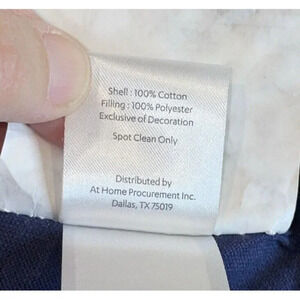 Shell : 100% Cotton
Filling : 100% Polyester
Exclusive of Decoration
Spot Clean Only
Distributed by
At Home Procurement Inc.
Dallas, TX 75019